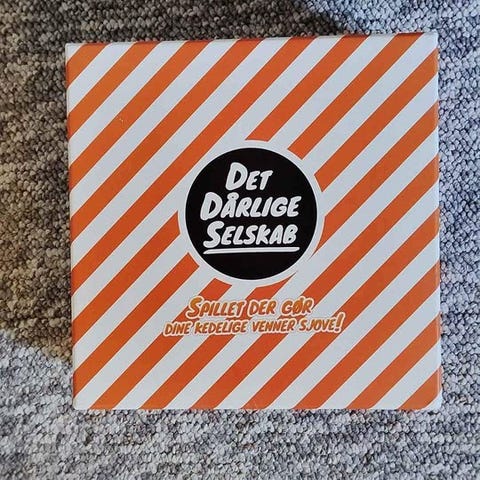 DET
DÅRLIGE
SELSKAB
SPILLET DER GØR
DINE KEDELIGE VENNER SJOVE!